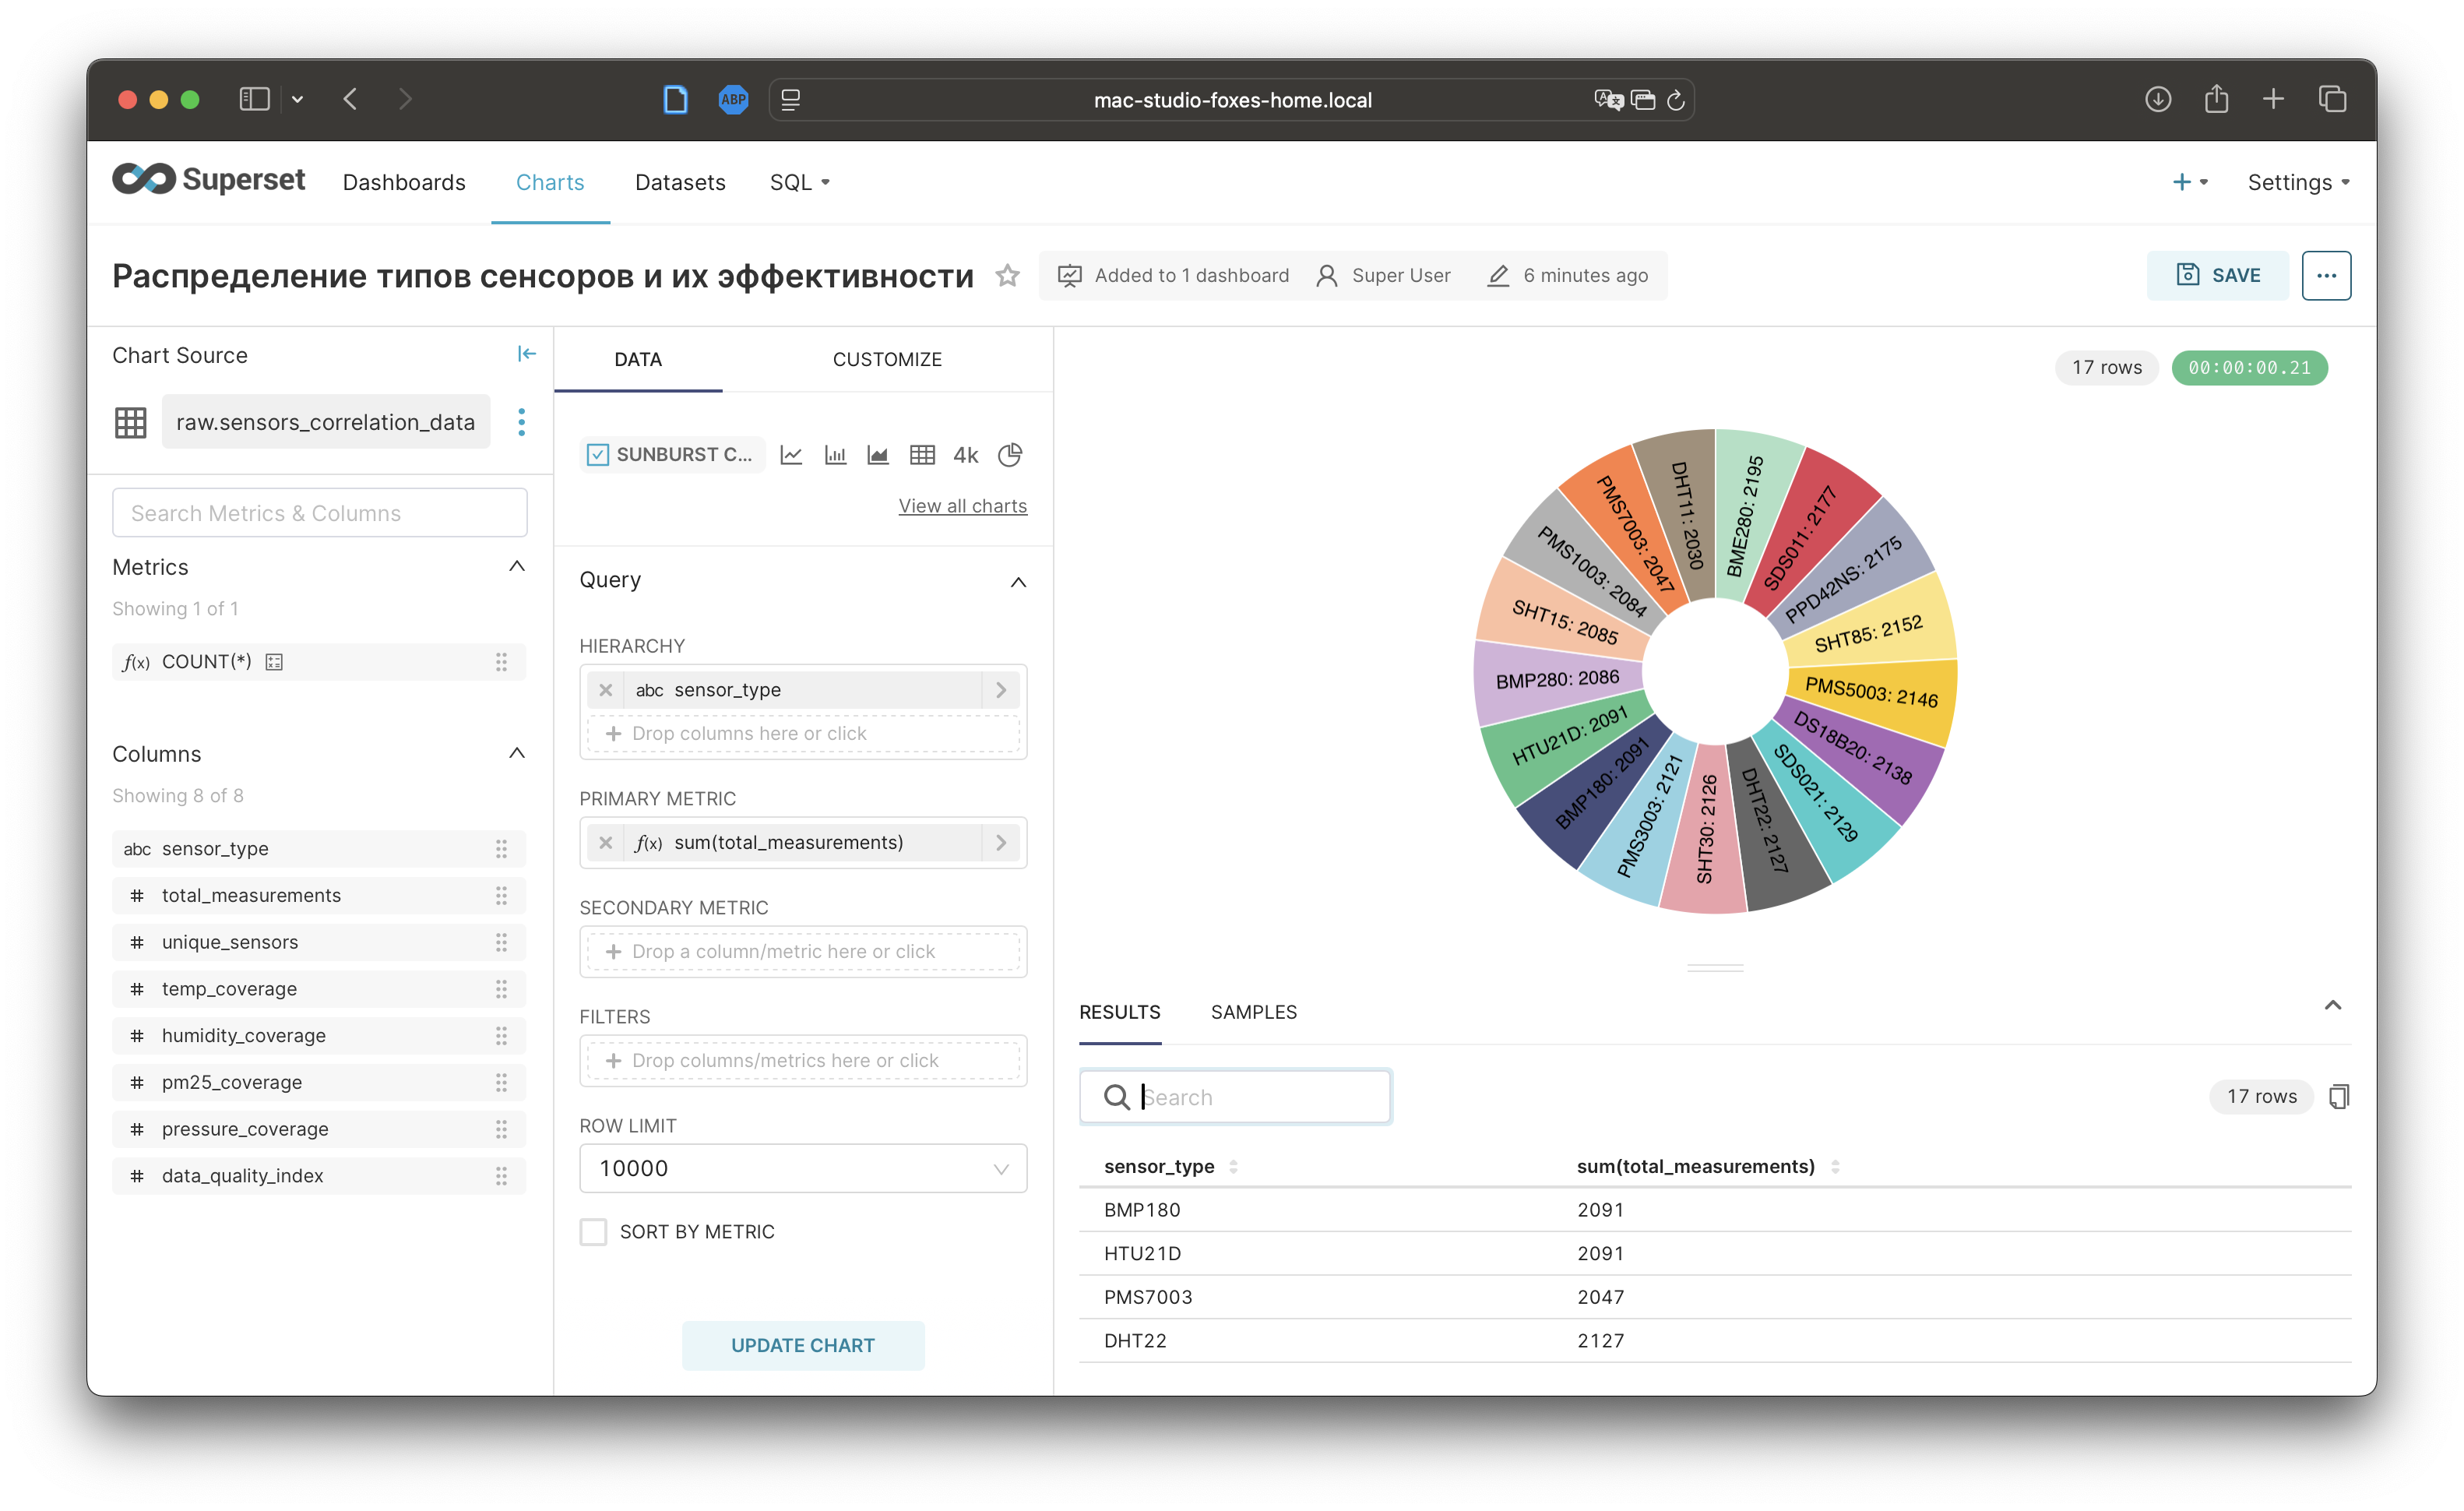 ABP
mac-studio-foxes-home.local
Superset
Dashboards
Charts
Datasets
SQL
Settings
Распределение типов сенсоров и их эффективности
Added to 1 dashboard
Super User
6 minutes ago
SAVE
Chart Source
raw.sensors_correlation_data
Search Metrics & Columns
Metrics
Showing 1 of 1
f(x) COUNT(*)
Columns
Showing 8 of 8
abc sensor_type
# total_measurements
# unique_sensors
# temp_coverage
# humidity_coverage
# pm25_coverage
# pressure_coverage
# data_quality_index
DATA
CUSTOMIZE
SUNBURST C...
4k
View all charts
Query
HIERARCHY
abc sensor_type
Drop columns here or click
PRIMARY METRIC
f(x) sum(total_measurements)
SECONDARY METRIC
Drop a column/metric here or click
FILTERS
Drop columns/metrics here or click
ROW LIMIT
10000
SORT BY METRIC
UPDATE CHART
17 rows
00:00:00.21
BME280: 2195
SDS011: 2177
PPD42NS: 2175
SHT85: 2152
PMS5003: 2146
DS18B20: 2138
SDS021: 2129
DHT22: 2127
SHT30: 2126
PMS3003: 2121
BMP180: 2091
HTU21D: 2091
BMP280: 2086
SHT15: 2085
PMS1003: 2084
PMS7003: 2047
DHT11: 2030
RESULTS
SAMPLES
Search
17 rows
sensor_type sum(total_measurements)
BMP180 2091
HTU21D 2091
PMS7003 2047
DHT22 2127